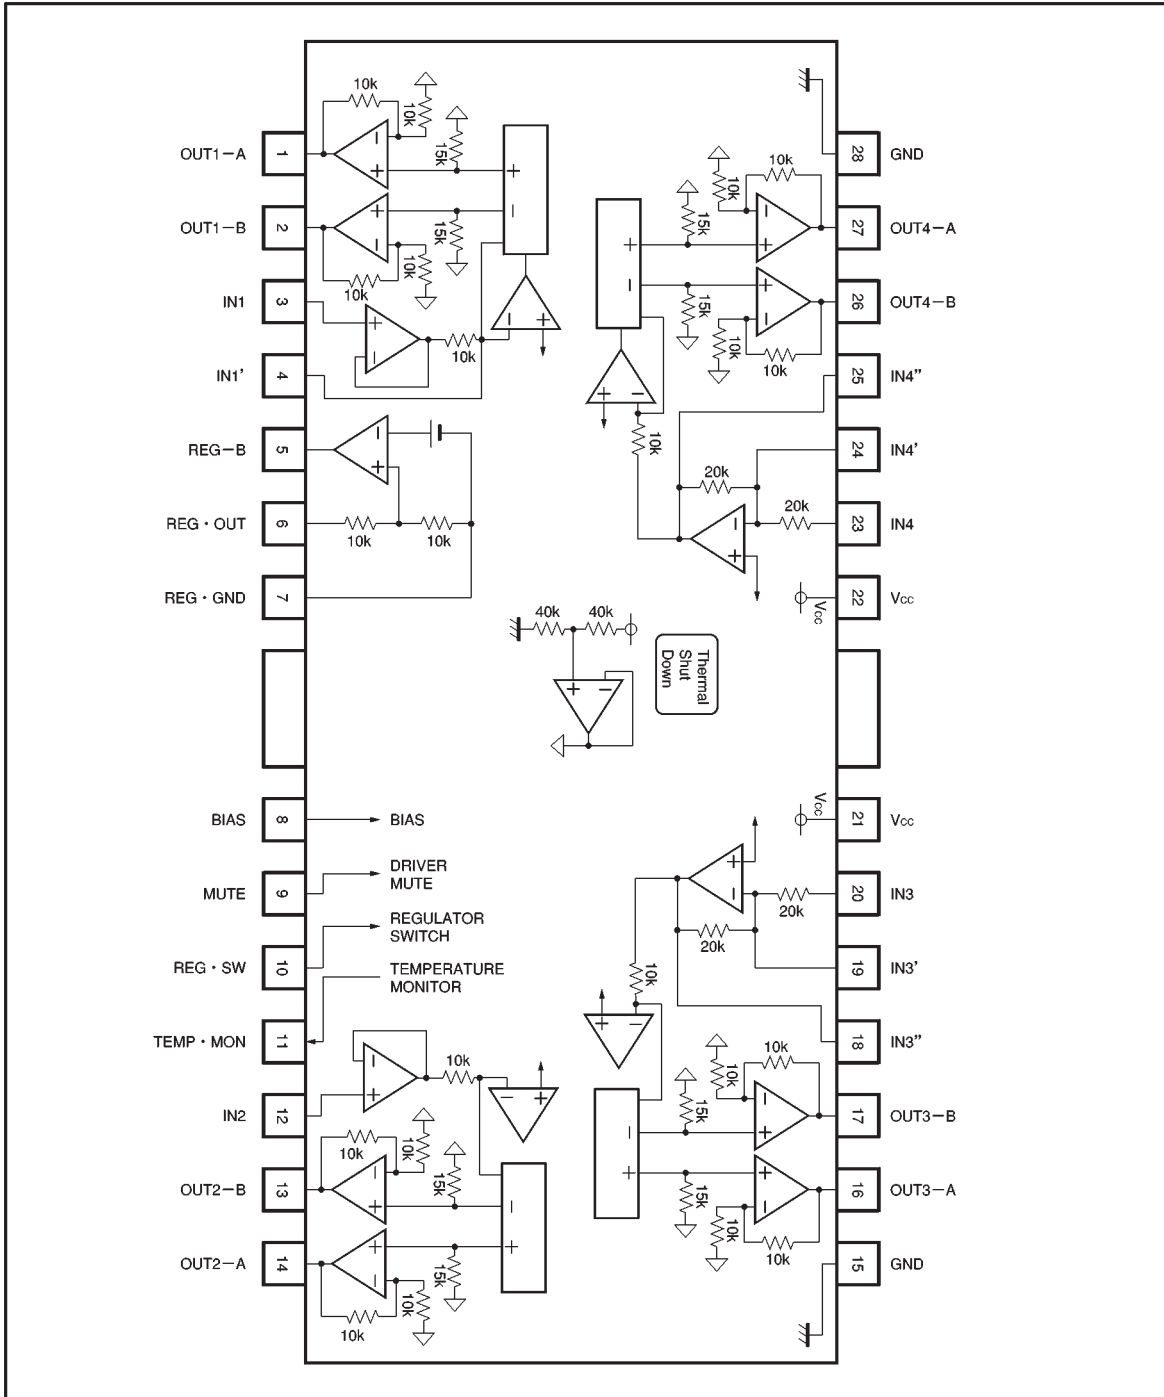 10k
10k
15k
OUT1−A 1
+
−
+
28 GND
10k
10k
15k
OUT1−B 2
+
−
−
15k
10k
10k
+
−
+
27 OUT4−A
IN1 3
+
−
10k
−
+
−
15k
10k
10k
+
−
26 OUT4−B
IN1' 4
+
−
10k
25 IN4''
REG−B 5
−
+
20k
24 IN4'
REG・OUT 6
10k
10k
−
+
20k
23 IN4
REG・GND 7
VCC
22 VCC
40k
40k
+
−
Thermal
Shut
Down
BIAS 8
BIAS
VCC
21 VCC
MUTE 9
DRIVER
MUTE
+
−
20k
20 IN3
REG・SW 10
REGULATOR
SWITCH
20k
10k
19 IN3'
TEMP・MON 11
TEMPERATURE
MONITOR
+
−
18 IN3''
IN2 12
−
+
10k
−
+
−
15k
10k
10k
−
+
17 OUT3−B
OUT2−B 13
10k
10k
15k
−
+
−
+
15k
10k
10k
+
−
16 OUT3−A
OUT2−A 14
+
−
+
15k
10k
10k
15 GND